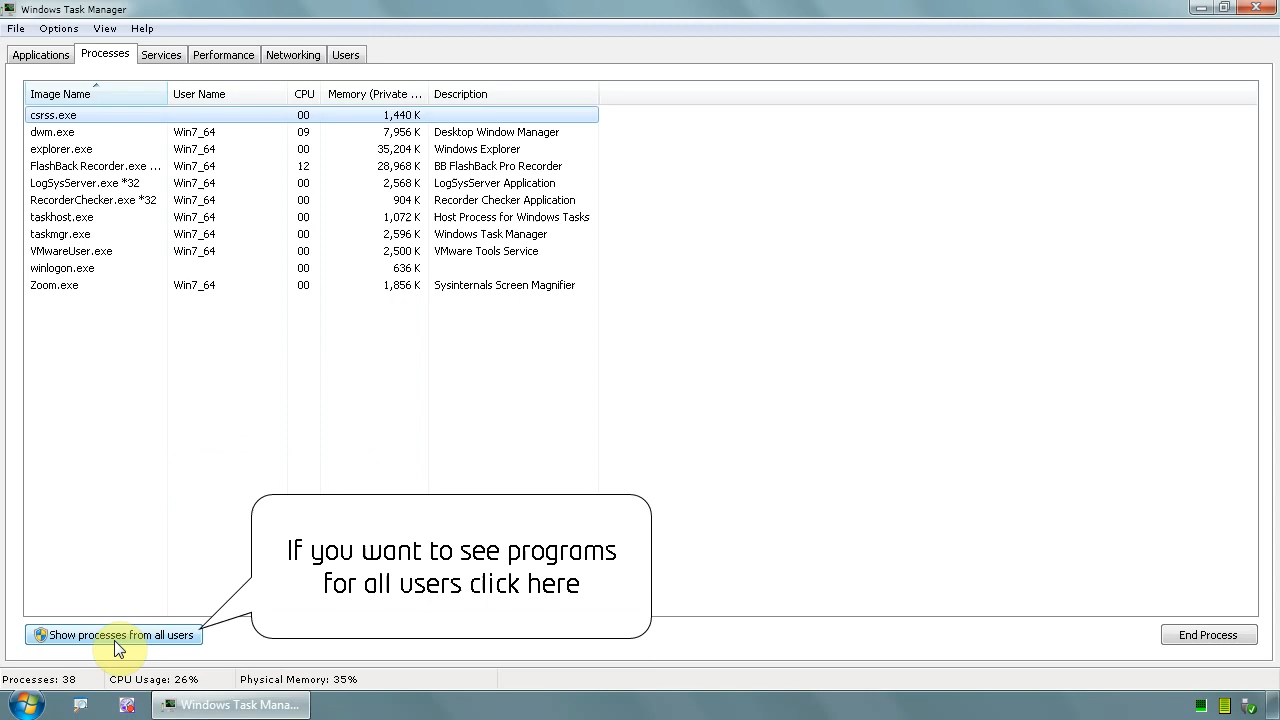 Windows Task Manager
File Options View Help
Applications Processes Services Performance Networking Users
Image Name User Name CPU Memory (Private ... Description
csrss.exe 00 1,440 K
dwm.exe Win7_64 09 7,956 K Desktop Window Manager
explorer.exe Win7_64 00 35,204 K Windows Explorer
FlashBack Recorder.exe ... Win7_64 12 28,968 K BB FlashBack Pro Recorder
LogSysServer.exe *32 Win7_64 00 2,568 K LogSysServer Application
RecorderChecker.exe *32 Win7_64 00 904 K Recorder Checker Application
taskhost.exe Win7_64 00 1,072 K Host Process for Windows Tasks
taskmgr.exe Win7_64 00 2,596 K Windows Task Manager
VMwareUser.exe Win7_64 00 2,500 K VMware Tools Service
winlogon.exe 00 636 K
Zoom.exe Win7_64 00 1,856 K Sysinternals Screen Magnifier
If you want to see programs
for all users click here
Show processes from all users End Process
Processes: 38 CPU Usage: 26% Physical Memory: 35%
Windows Task Mana...